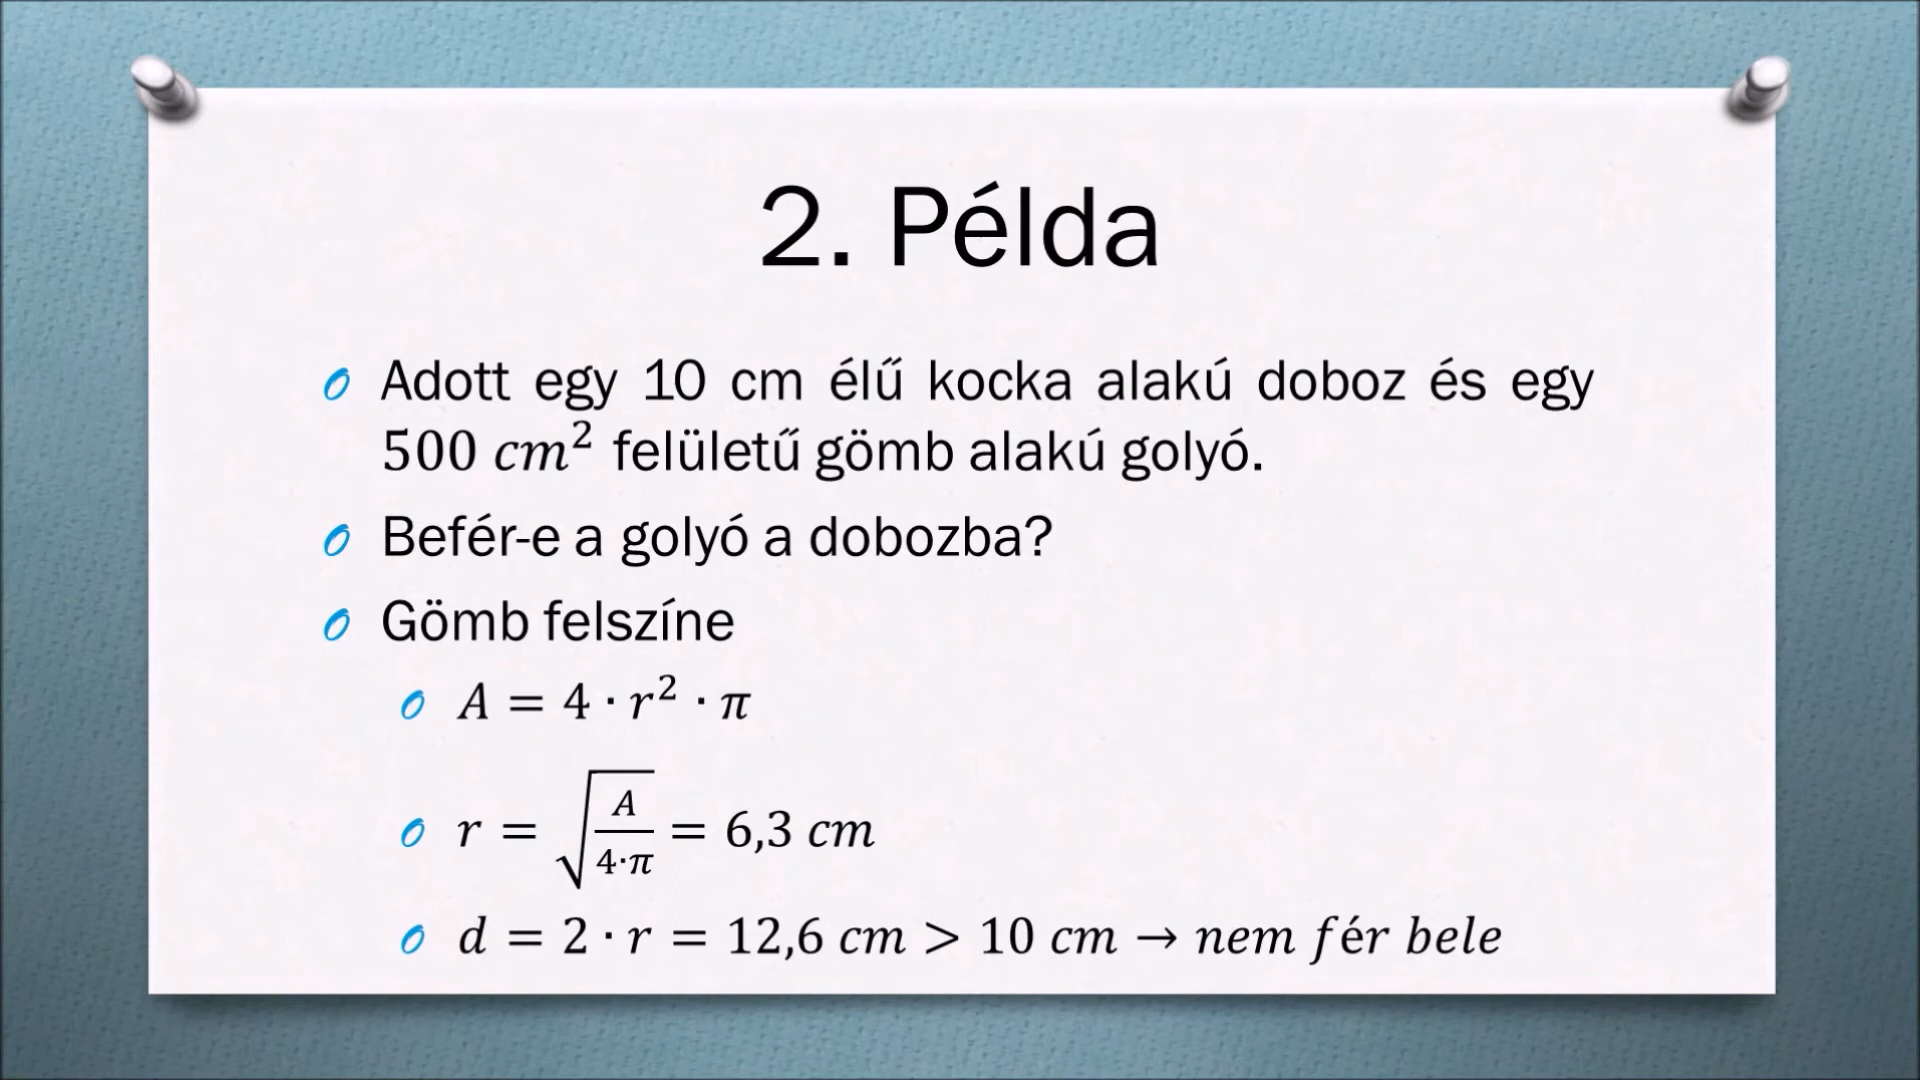 2. Példa
Adott egy 10 cm élű kocka alakú doboz és egy
500 cm² felületű gömb alakú golyó.
Befér-e a golyó a dobozba?
Gömb felszíne
A = 4 · r² · π
r = √(A/(4·π)) = 6,3 cm
d = 2 · r = 12,6 cm > 10 cm → nem fér bele